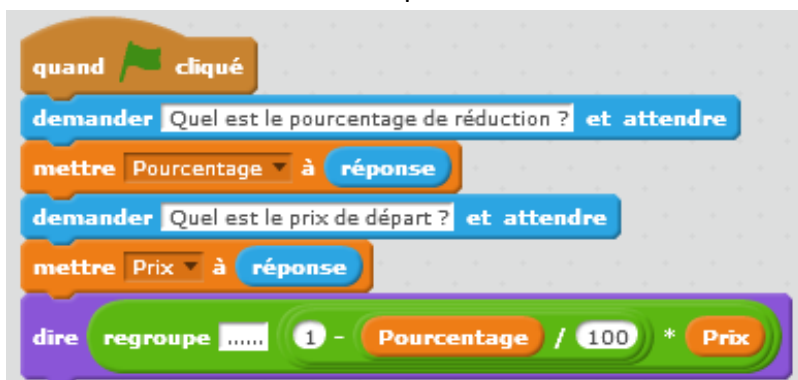 quand cliqué
demander Quel est le pourcentage de réduction ? et attendre
mettre Pourcentage à réponse
demander Quel est le prix de départ ? et attendre
mettre Prix à réponse
dire regroupe ...... 1 - Pourcentage / 100 * Prix